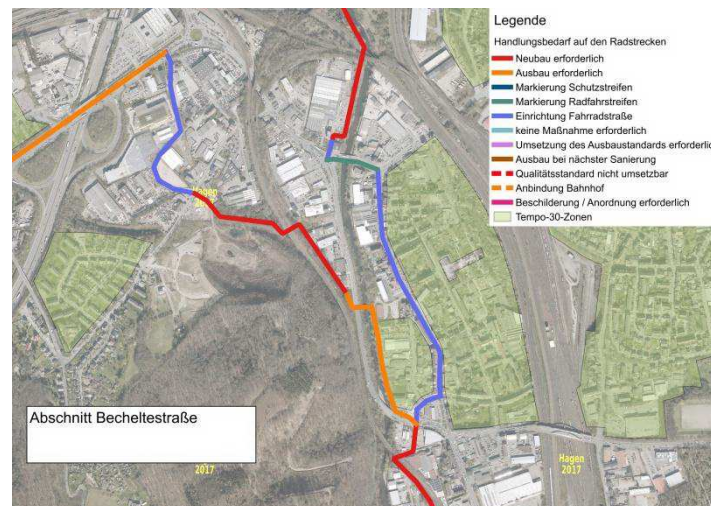 Legende
Handlungsbedarf auf den Radstrecken
Neubau erforderlich
Ausbau erforderlich
Markierung Schutzstreifen
Markierung Radfahrstreifen
Einrichtung Fahrradstraße
keine Maßnahme erforderlich
Umsetzung des Ausbaustandards erforderlic
Ausbau bei nächster Sanierung
Qualitätsstandard nicht umsetzbar
Anbindung Bahnhof
Beschilderung / Anordnung erforderlich
Tempo-30-Zonen
Hagen
2017
Abschnitt Becheltestraße
2017
Hagen
2017